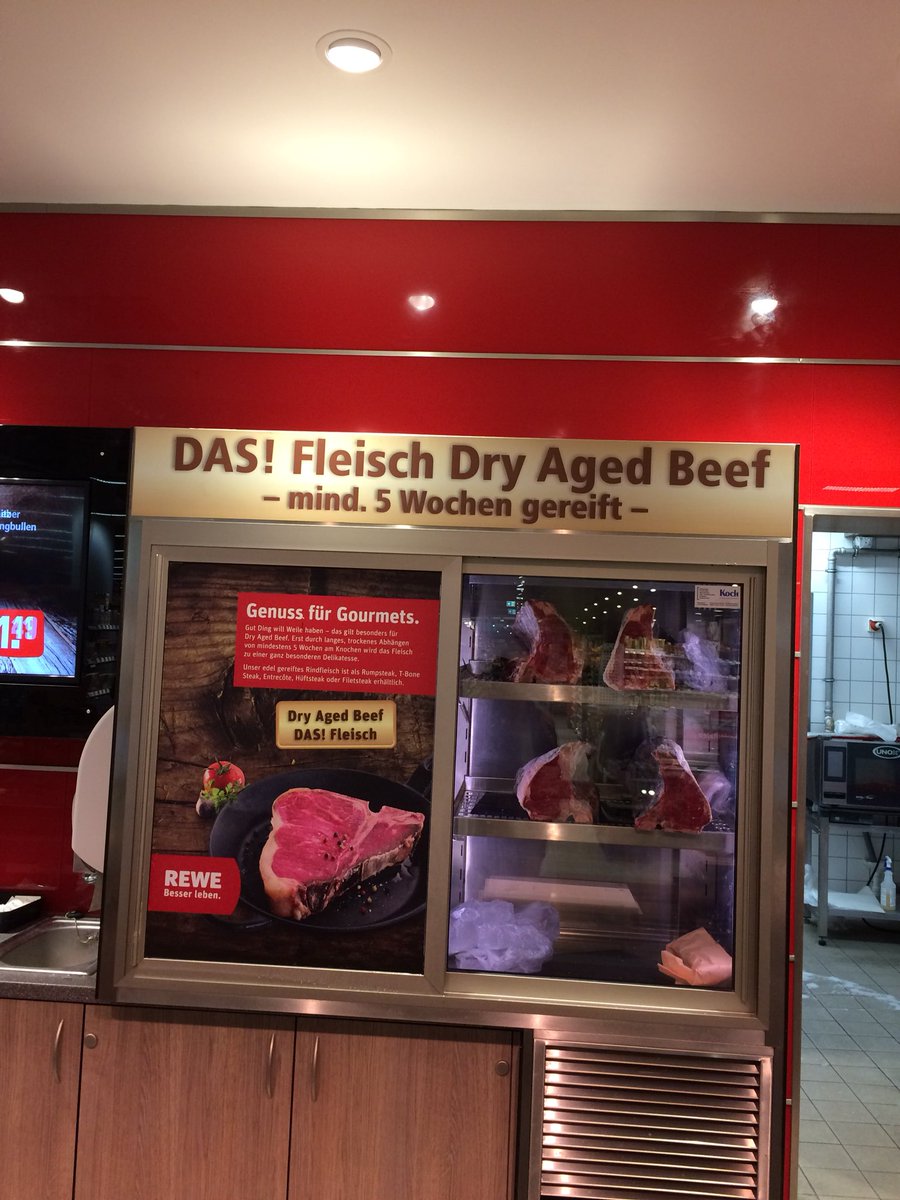 DAS! Fleisch Dry Aged Beef
– mind. 5 Wochen gereift –
ngbullen
1.49
Genuss für Gourmets.
Gut Ding will Weile haben – das gilt besonders für
Dry Aged Beef. Erst durch langes, trockenes Abhängen
von mindestens 5 Wochen am Knochen wird das Fleisch
zu einer ganz besonderen Delikatesse.
Unser edel gereiftes Rindfleisch ist als Rumpsteak, T-Bone
Steak, Entrecôte, Hüftsteak oder Filetsteak erhältlich.
Dry Aged Beef
DAS! Fleisch
REWE
Besser leben.
Koch
UNOX